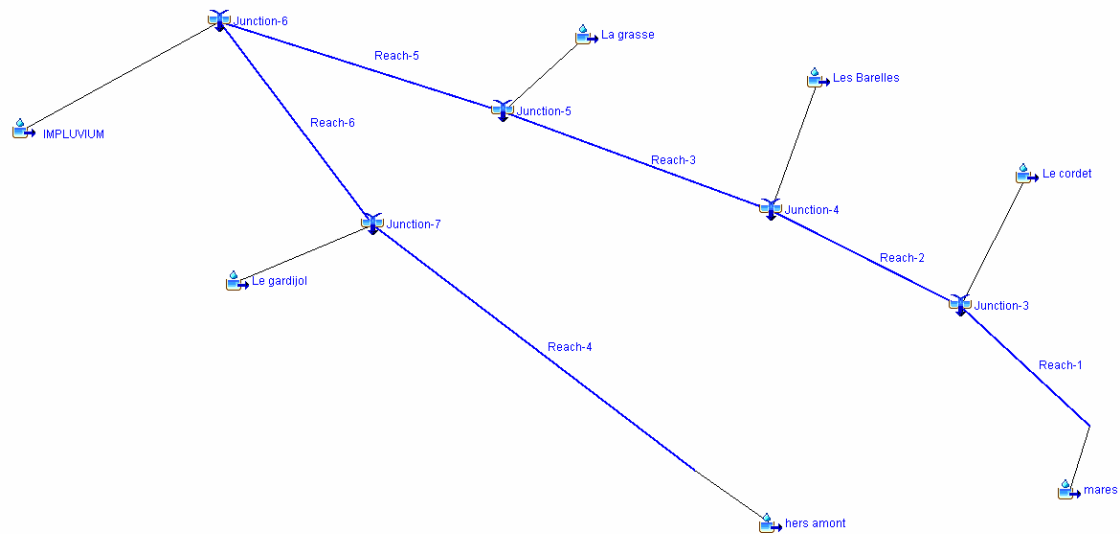 Junction-6
La grasse
Reach-5
Les Barelles
Junction-5
IMPLUVIUM
Reach-6
Reach-3
Le cordet
Junction-4
Junction-7
Reach-2
Le gardijol
Junction-3
Reach-4
Reach-1
mares
hers amont